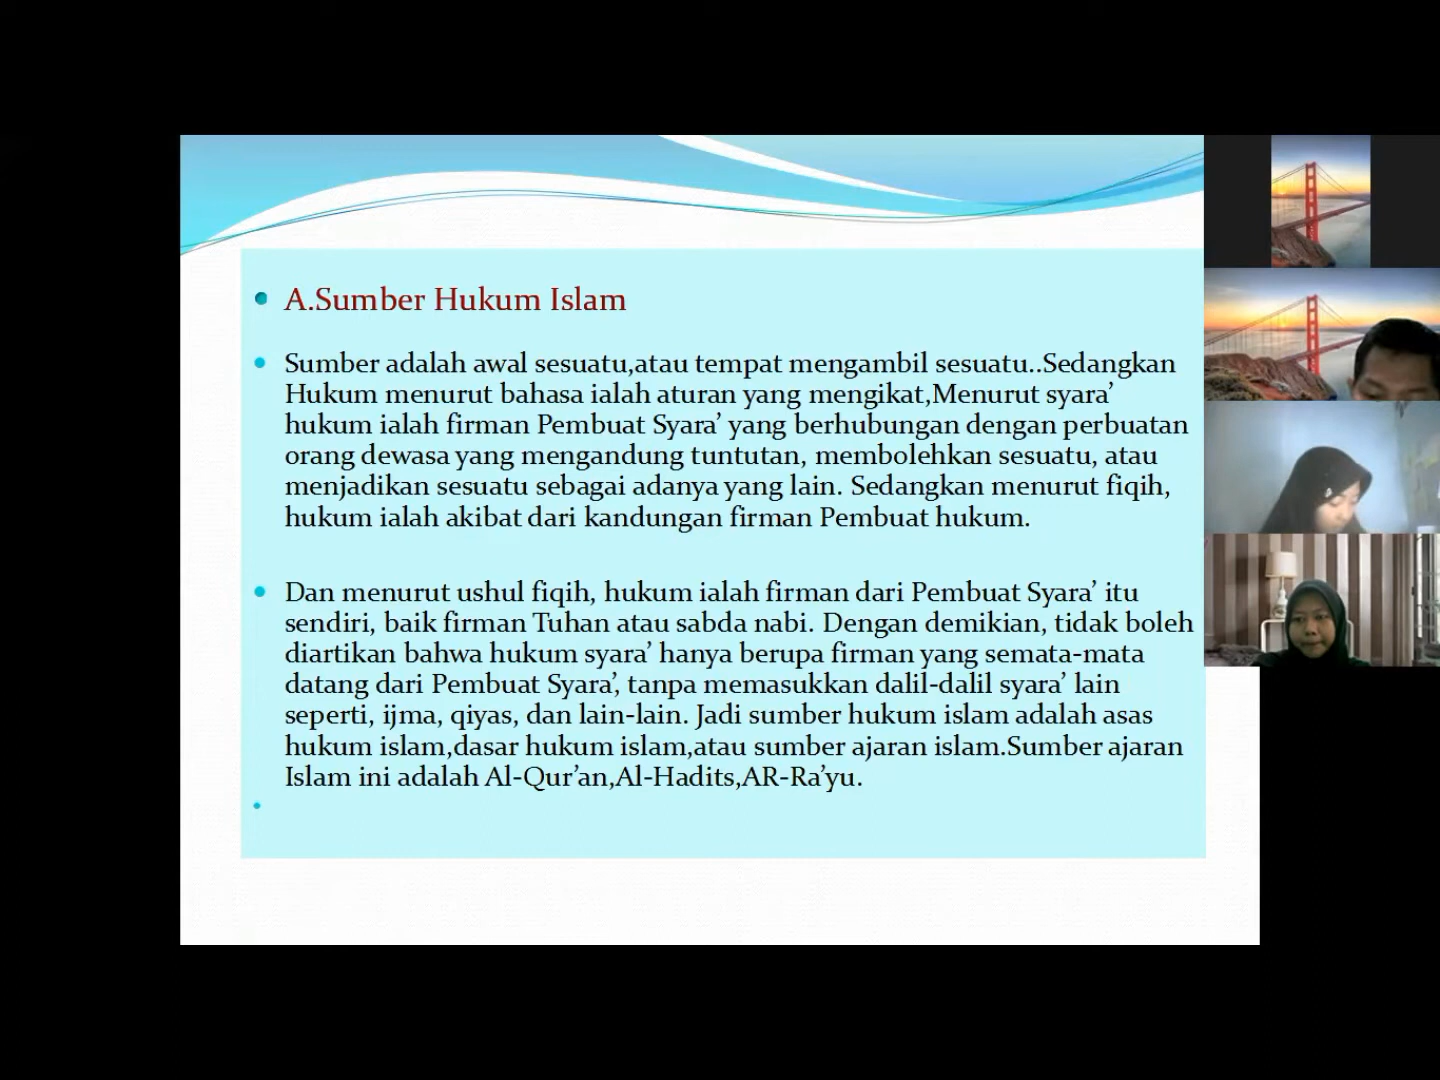 A.Sumber Hukum Islam
Sumber adalah awal sesuatu,atau tempat mengambil sesuatu..Sedangkan
Hukum menurut bahasa ialah aturan yang mengikat,Menurut syara’
hukum ialah firman Pembuat Syara’ yang berhubungan dengan perbuatan
orang dewasa yang mengandung tuntutan, membolehkan sesuatu, atau
menjadikan sesuatu sebagai adanya yang lain. Sedangkan menurut fiqih,
hukum ialah akibat dari kandungan firman Pembuat hukum.
Dan menurut ushul fiqih, hukum ialah firman dari Pembuat Syara’ itu
sendiri, baik firman Tuhan atau sabda nabi. Dengan demikian, tidak boleh
diartikan bahwa hukum syara’ hanya berupa firman yang semata-mata
datang dari Pembuat Syara’, tanpa memasukkan dalil-dalil syara’ lain
seperti, ijma, qiyas, dan lain-lain. Jadi sumber hukum islam adalah asas
hukum islam,dasar hukum islam,atau sumber ajaran islam.Sumber ajaran
Islam ini adalah Al-Qur’an,Al-Hadits,AR-Ra’yu.